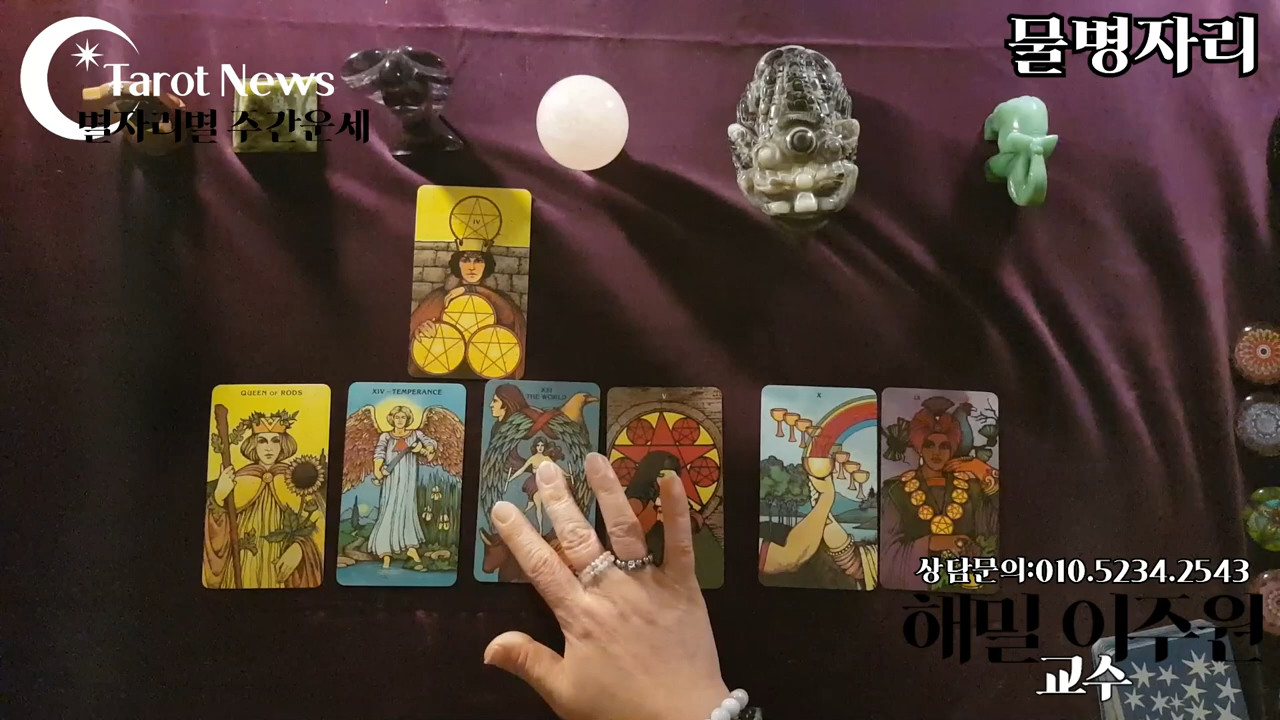 Tarot News
별자리별 주간운세
물병자리
IV
QUEEN OF RODS
XIV - TEMPERANCE
XXI
THE WORLD
V
X
IX
상담문의:010.5234.2543
해밀 이주원
교수